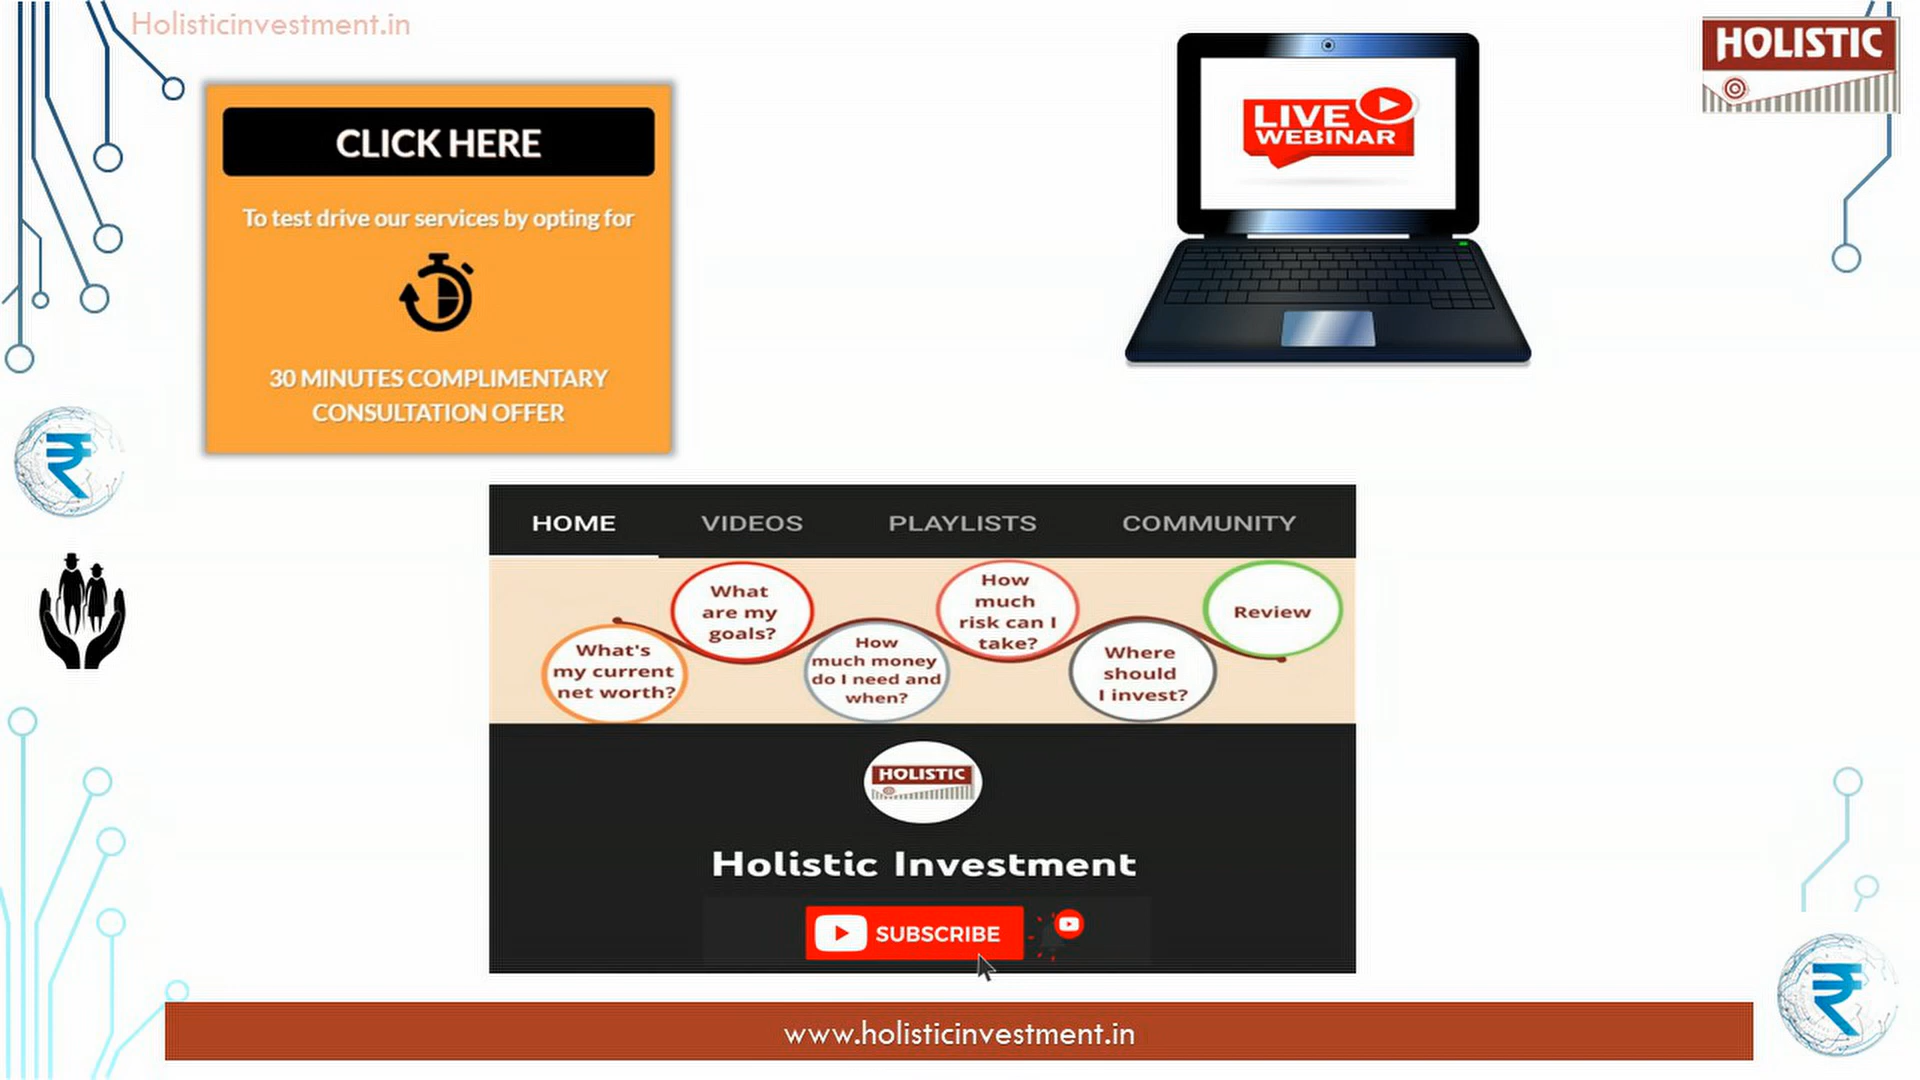 Holisticinvestment.in
HOLISTIC
CLICK HERE
To test drive our services by opting for
30 MINUTES COMPLIMENTARY
CONSULTATION OFFER
LIVE
WEBINAR
HOME VIDEOS PLAYLISTS COMMUNITY
What's
my current
net worth?
What
are my
goals?
How
much money
do I need and
when?
How
much
risk can I
take?
Where
should
I invest?
Review
HOLISTIC
Holistic Investment
SUBSCRIBE
www.holisticinvestment.in